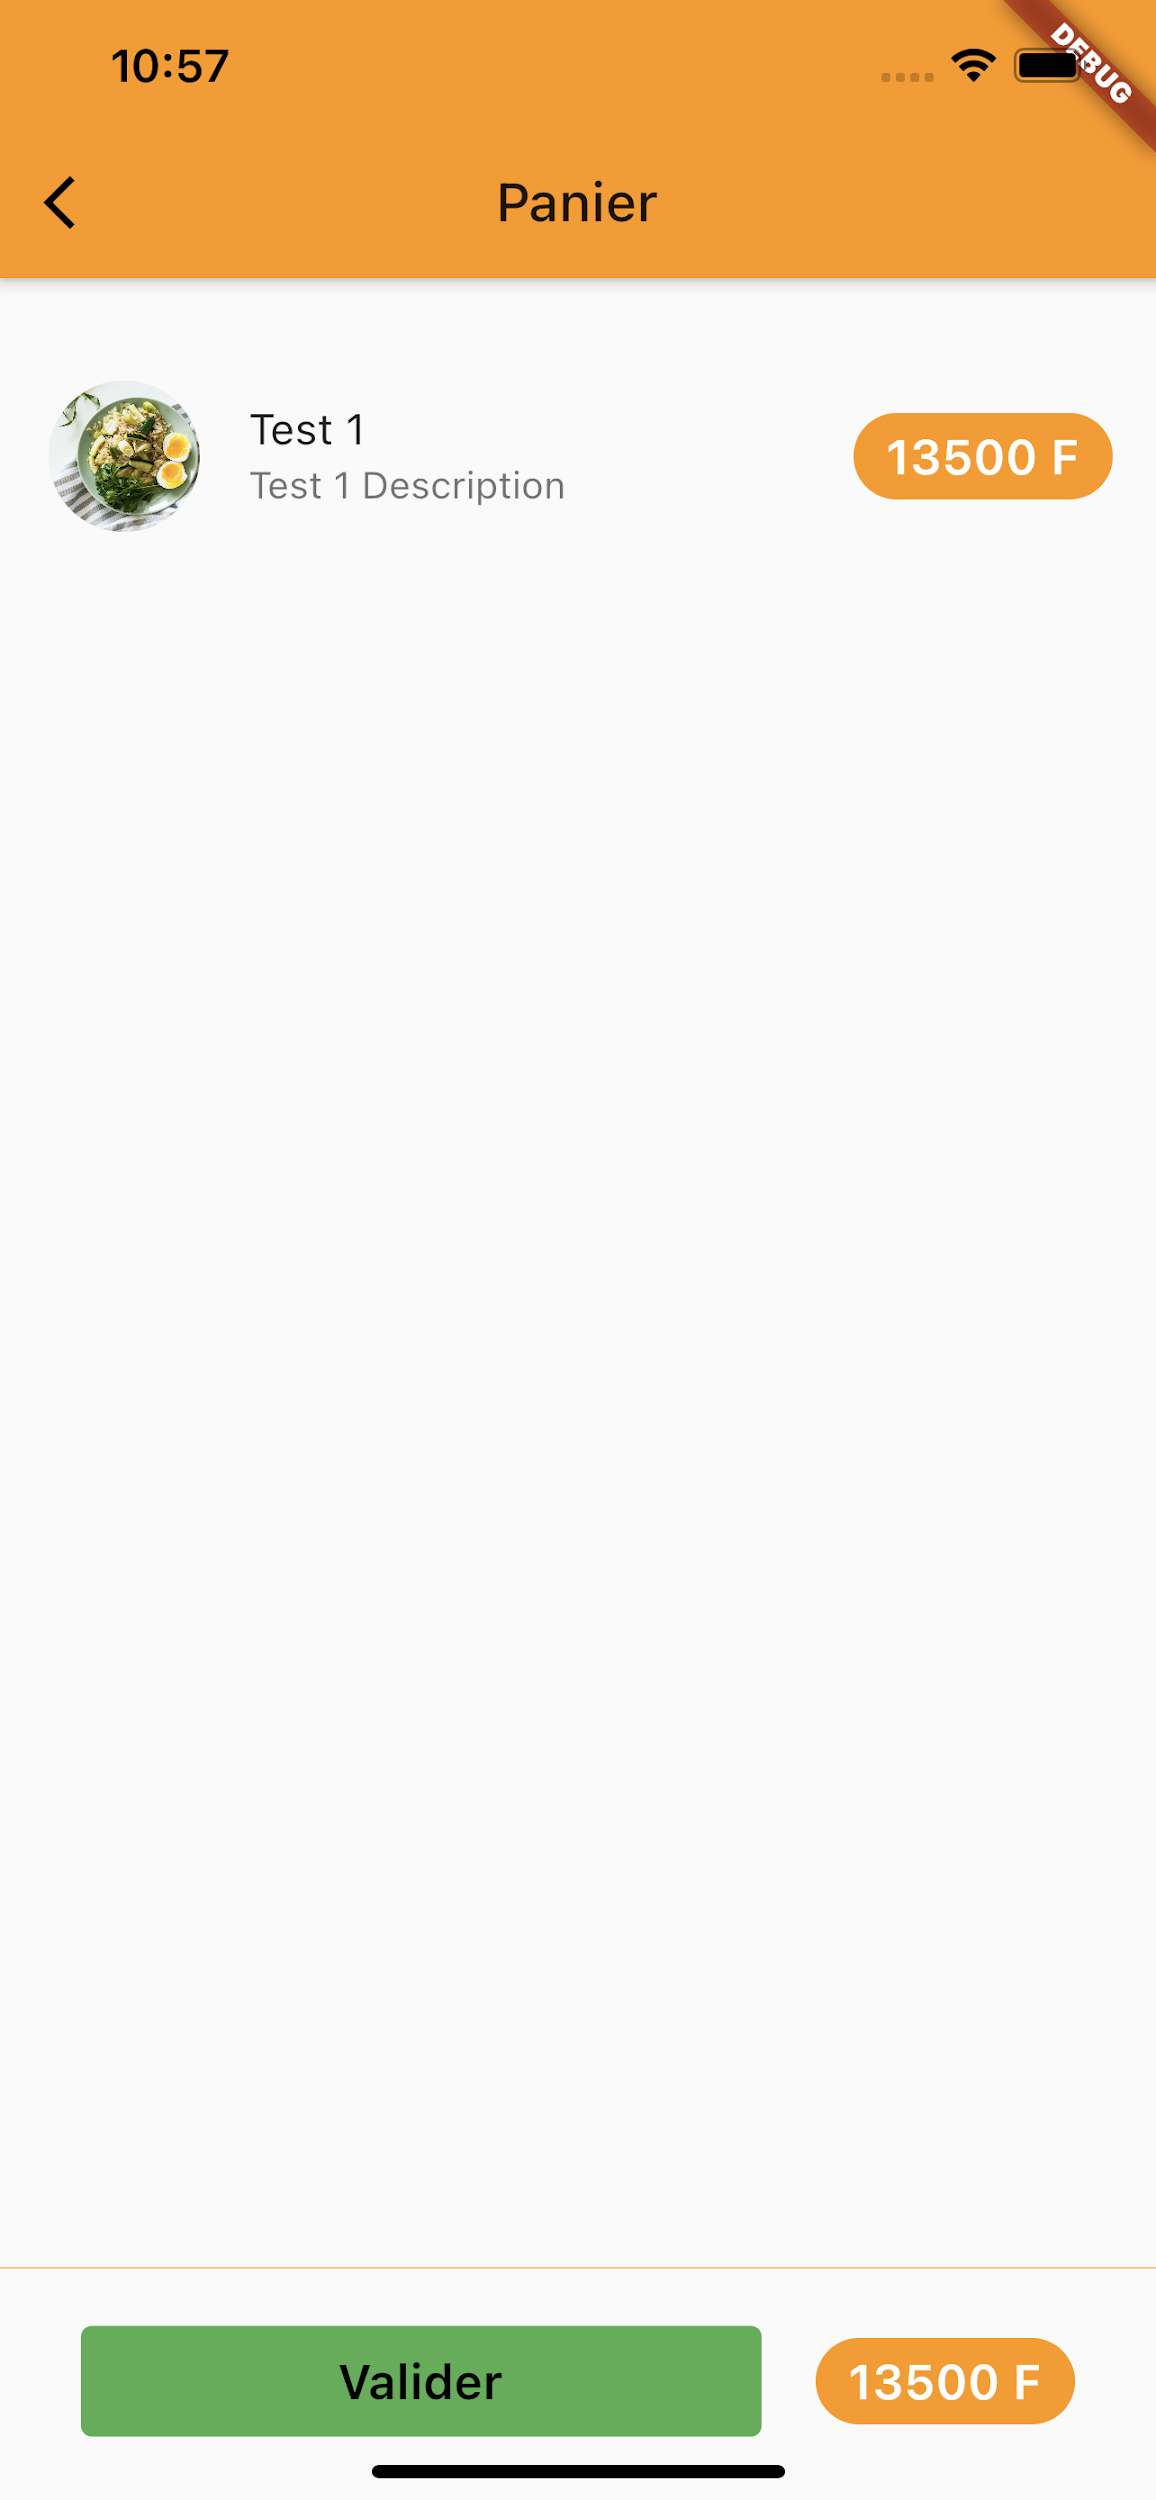 10:57
DEBUG
Panier
Test 1
Test 1 Description
13500 F
Valider
13500 F